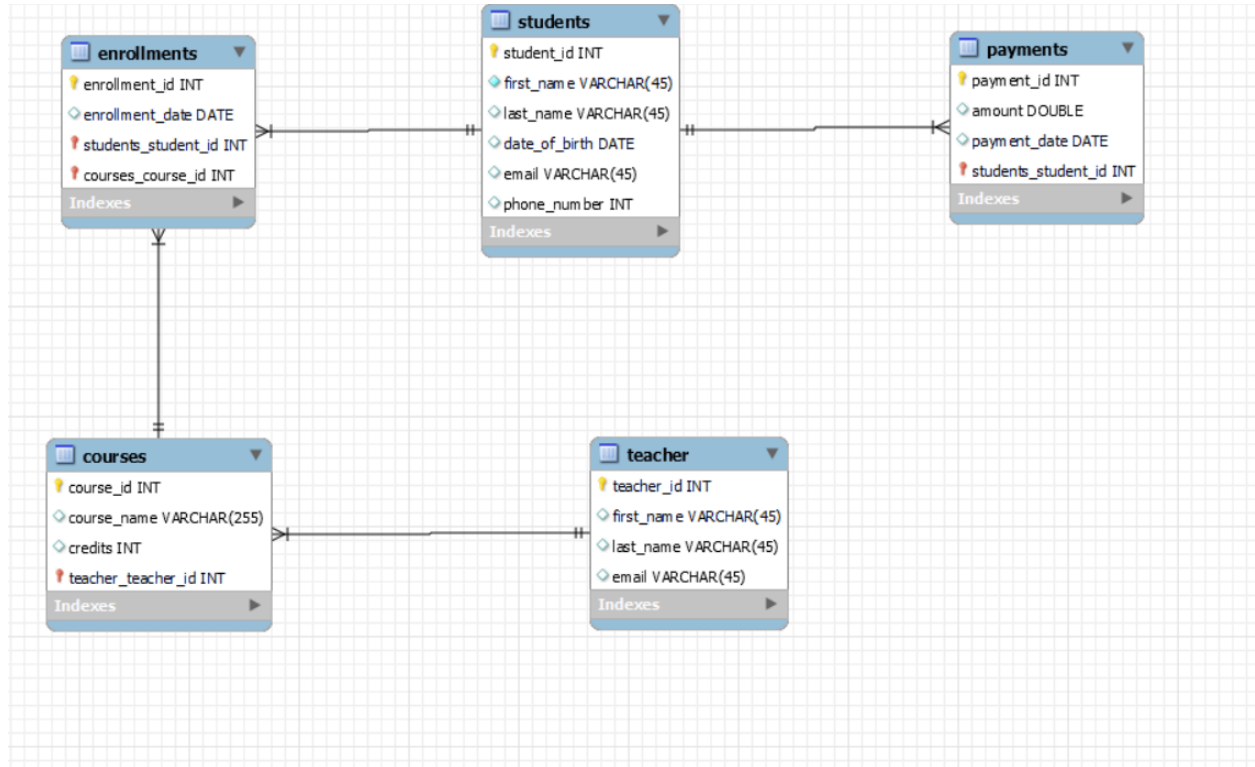 enrollments
enrollment_id INT
enrollment_date DATE
students_student_id INT
courses_course_id INT
Indexes
students
student_id INT
first_name VARCHAR(45)
last_name VARCHAR(45)
date_of_birth DATE
email VARCHAR(45)
phone_number INT
Indexes
payments
payment_id INT
amount DOUBLE
payment_date DATE
students_student_id INT
Indexes
courses
course_id INT
course_name VARCHAR(255)
credits INT
teacher_teacher_id INT
Indexes
teacher
teacher_id INT
first_name VARCHAR(45)
last_name VARCHAR(45)
email VARCHAR(45)
Indexes